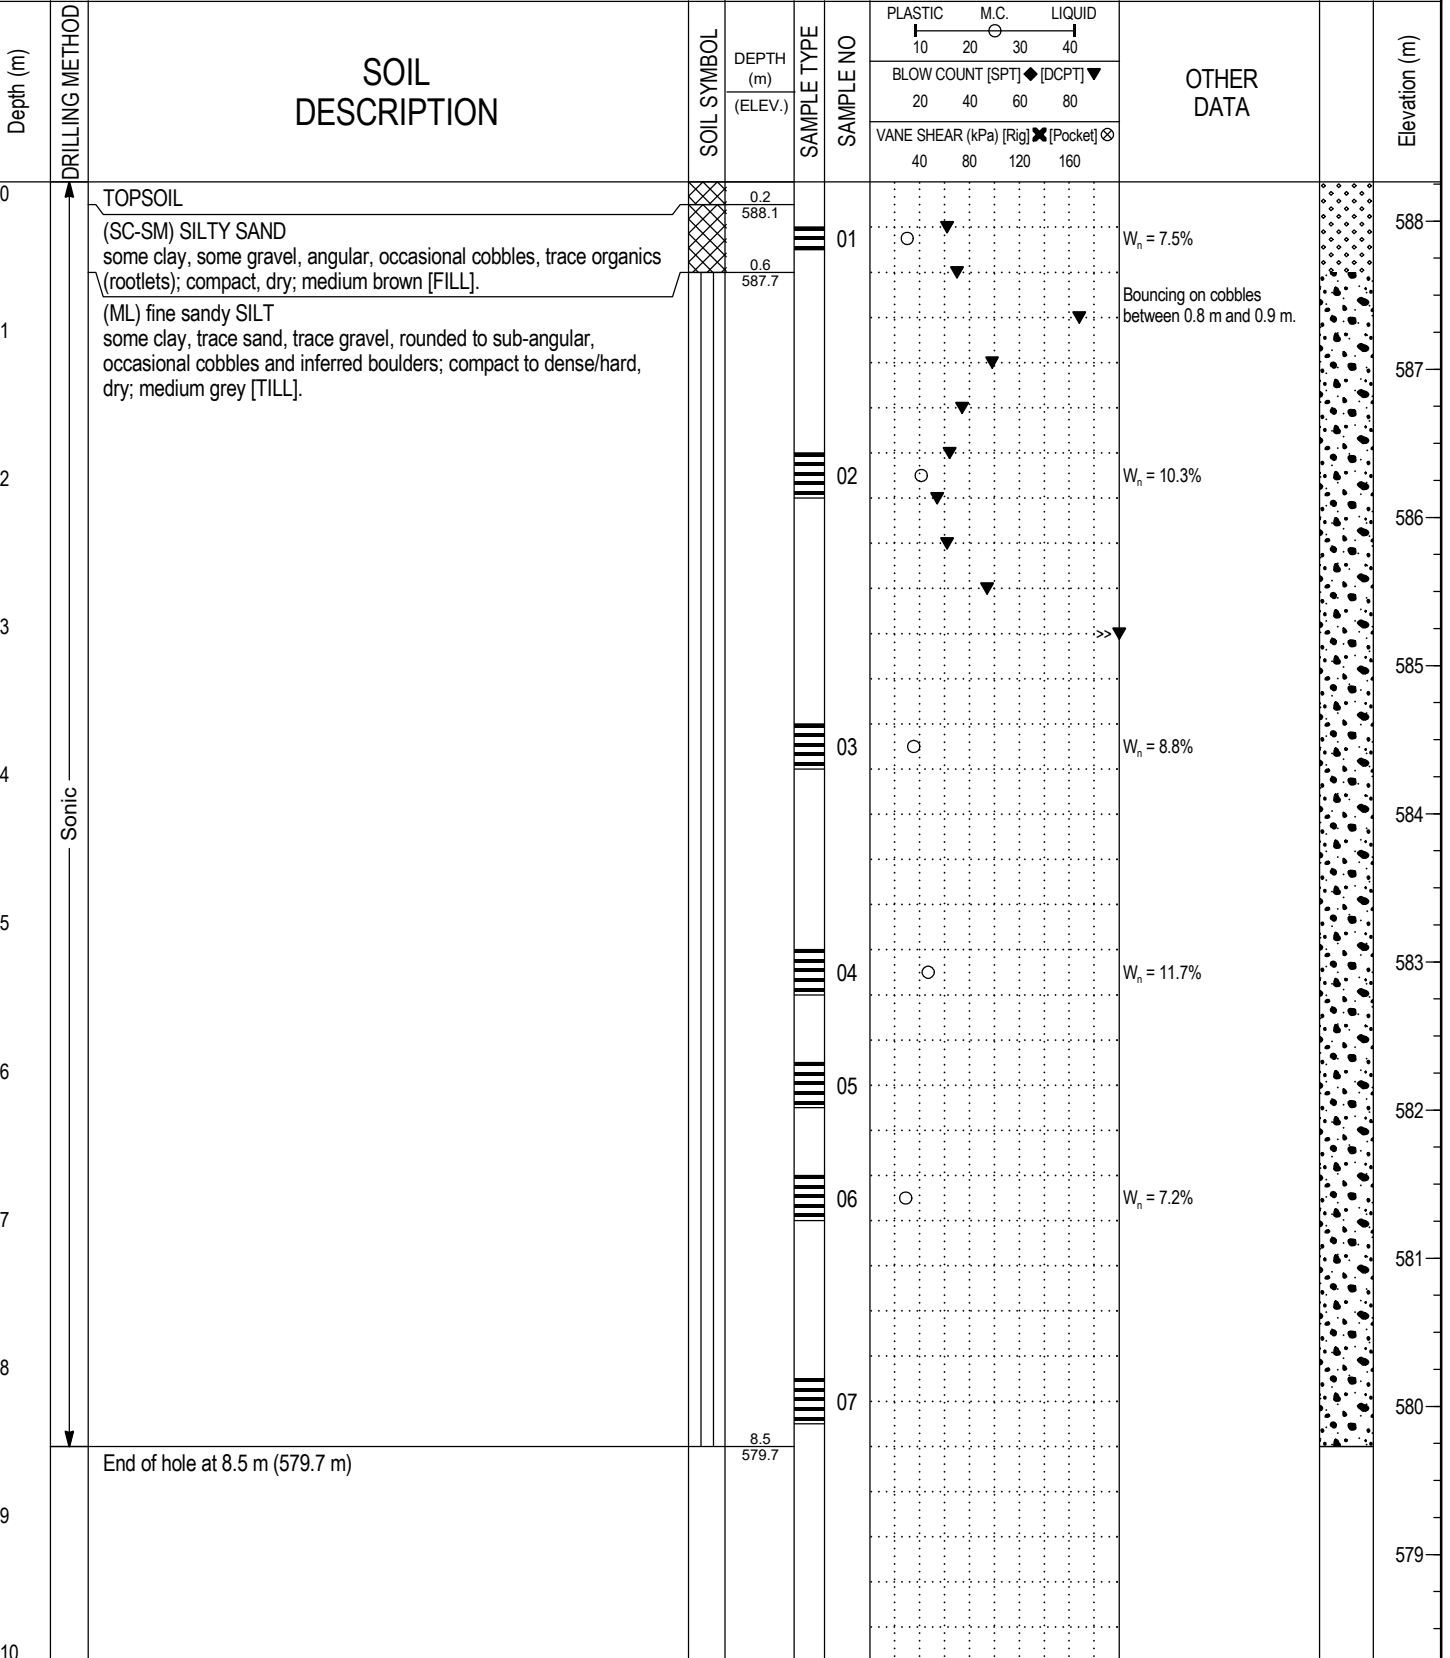 Depth (m)
DRILLING METHOD
SOIL
DESCRIPTION
SOIL SYMBOL
DEPTH
(m)
(ELEV.)
SAMPLE TYPE
SAMPLE NO
PLASTIC M.C. LIQUID
10 20 30 40
BLOW COUNT [SPT] ◆ [DCPT] ▼
20 40 60 80
VANE SHEAR (kPa) [Rig] ✖ [Pocket] ⊗
40 80 120 160
OTHER
DATA
Elevation (m)
0
TOPSOIL
0.2
588.1
588
(SC-SM) SILTY SAND
some clay, some gravel, angular, occasional cobbles, trace organics
(rootlets); compact, dry; medium brown [FILL].
01
Wn = 7.5%
0.6
587.7
(ML) fine sandy SILT
some clay, trace sand, trace gravel, rounded to sub-angular,
occasional cobbles and inferred boulders; compact to dense/hard,
dry; medium grey [TILL].
Bouncing on cobbles
between 0.8 m and 0.9 m.
1
587
2
02
Wn = 10.3%
586
3
>>
585
03
Wn = 8.8%
4
Sonic
584
5
04
Wn = 11.7%
583
6
05
582
06
Wn = 7.2%
7
581
8
07
580
8.5
579.7
End of hole at 8.5 m (579.7 m)
9
579
10